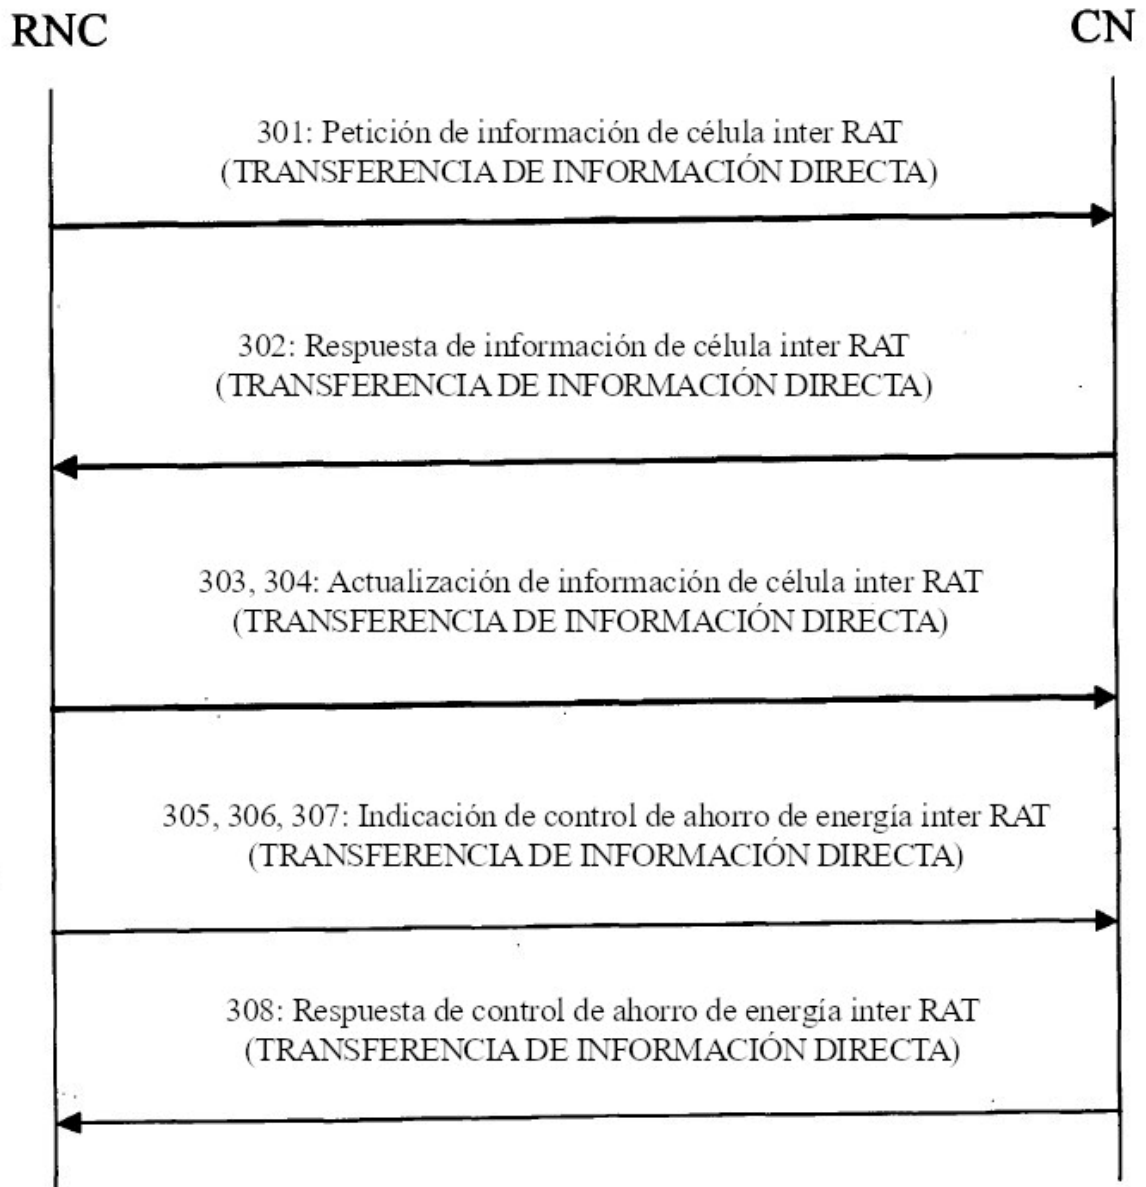 RNC
CN
301: Petición de información de célula inter RAT
(TRANSFERENCIA DE INFORMACIÓN DIRECTA)
302: Respuesta de información de célula inter RAT
(TRANSFERENCIA DE INFORMACIÓN DIRECTA)
303, 304: Actualización de información de célula inter RAT
(TRANSFERENCIA DE INFORMACIÓN DIRECTA)
305, 306, 307: Indicación de control de ahorro de energía inter RAT
(TRANSFERENCIA DE INFORMACIÓN DIRECTA)
308: Respuesta de control de ahorro de energía inter RAT
(TRANSFERENCIA DE INFORMACIÓN DIRECTA)